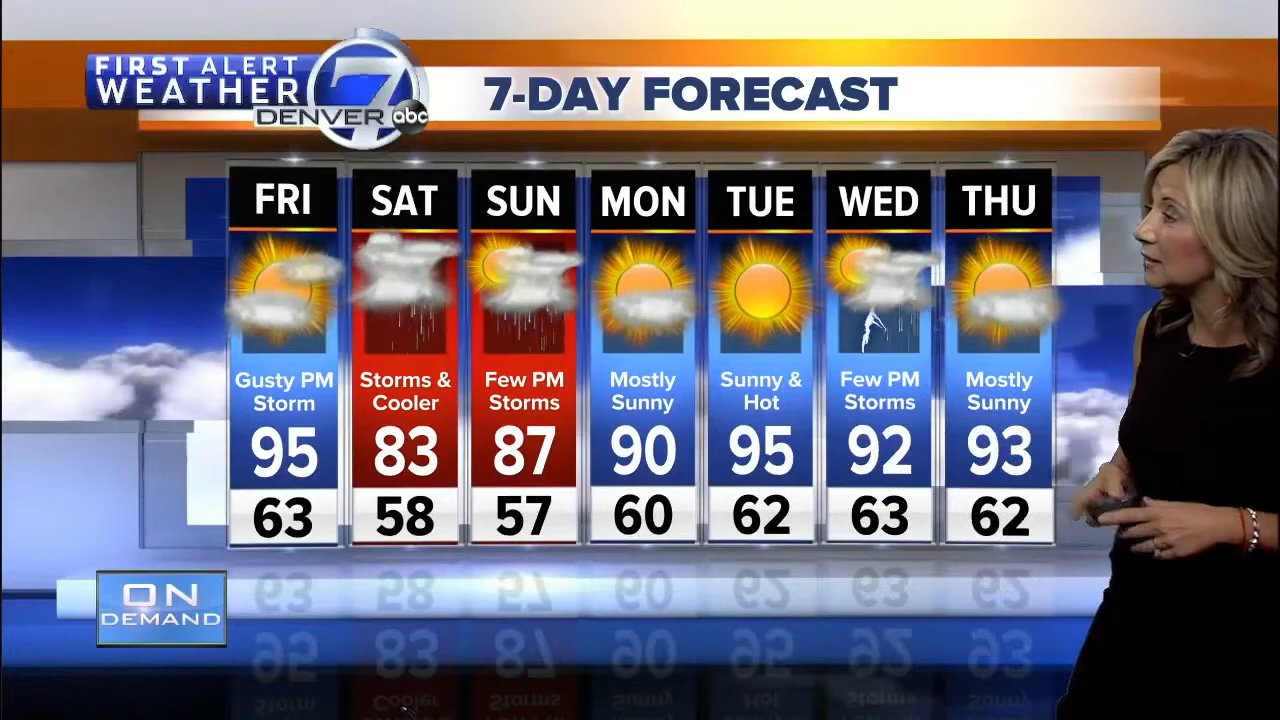 FIRST ALERT
WEATHER 7
DENVER abc
7-DAY FORECAST
FRI SAT SUN MON TUE WED THU
Gusty PM Storms & Few PM Mostly Sunny & Few PM Mostly
Storm Cooler Storms Sunny Hot Storms Sunny
95 83 87 90 95 92 93
63 58 57 60 62 63 62
ON
DEMAND